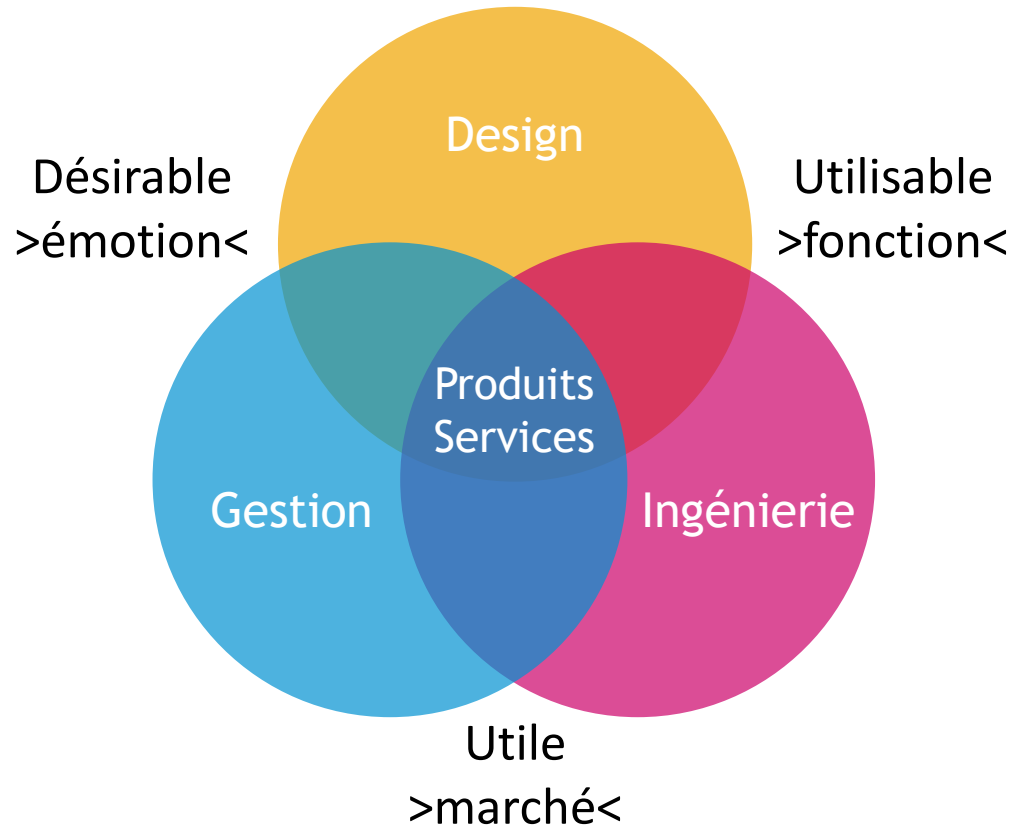 Design
Désirable
>émotion<
Utilisable
>fonction<
Produits
Services
Gestion
Ingénierie
Utile
>marché<